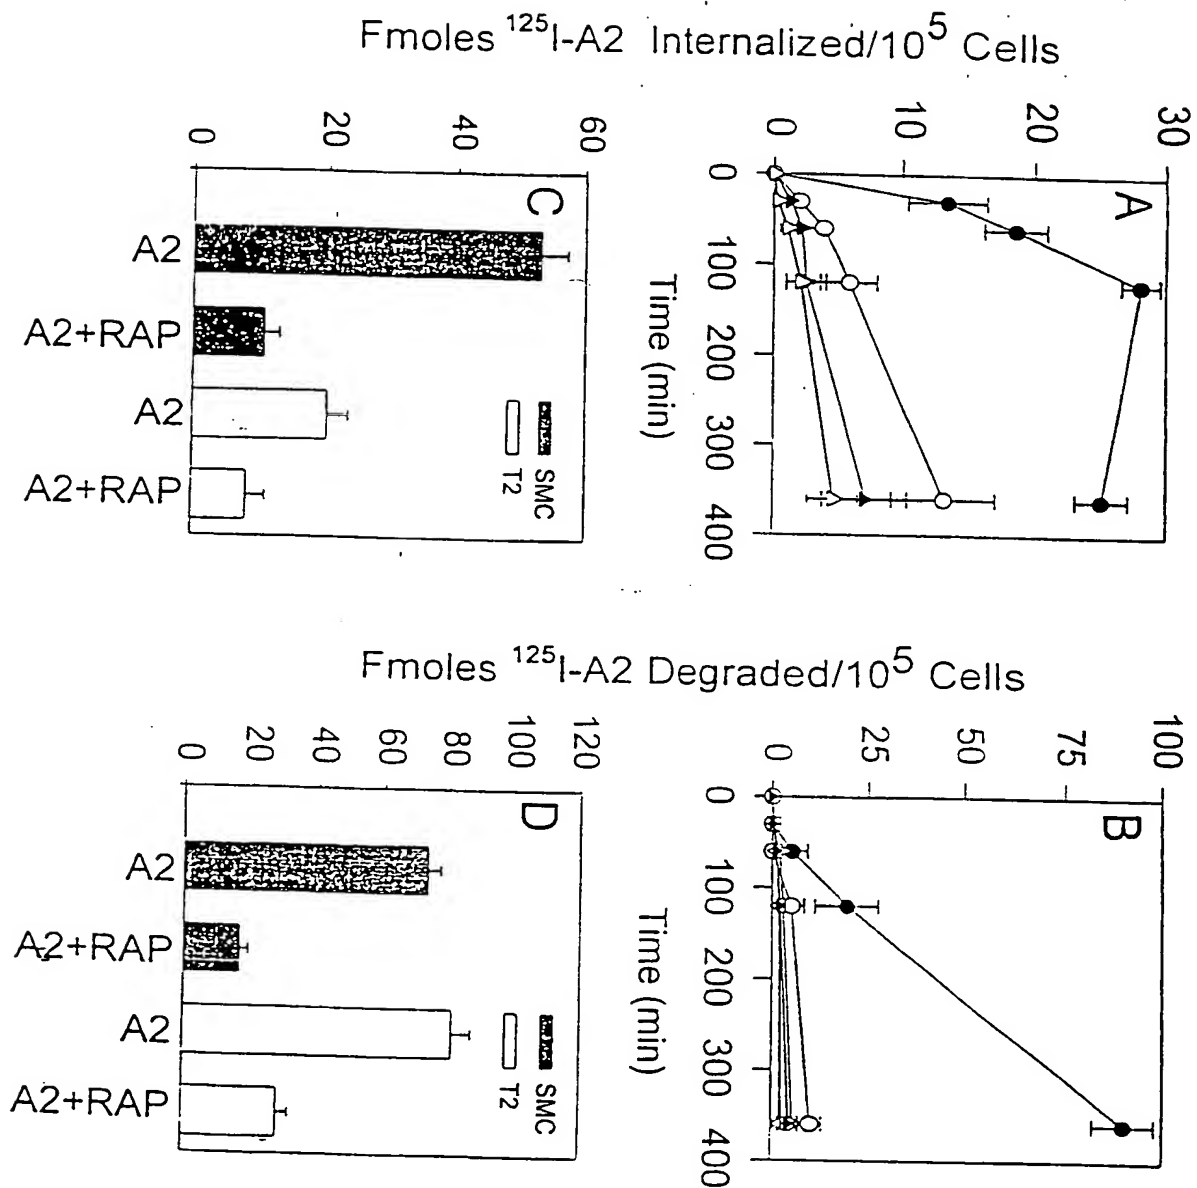 Fmoles ¹²⁵I-A2 Internalized/10⁵ Cells
30
20
10
0
A
0
100
200
300
400
Time (min)
60
40
20
0
C
SMC
T2
A2
A2+RAP
A2
A2+RAP
Fmoles ¹²⁵I-A2 Degraded/10⁵ Cells
100
75
50
25
0
B
0
100
200
300
400
Time (min)
120
100
80
60
40
20
0
D
SMC
T2
A2
A2+RAP
A2
A2+RAP